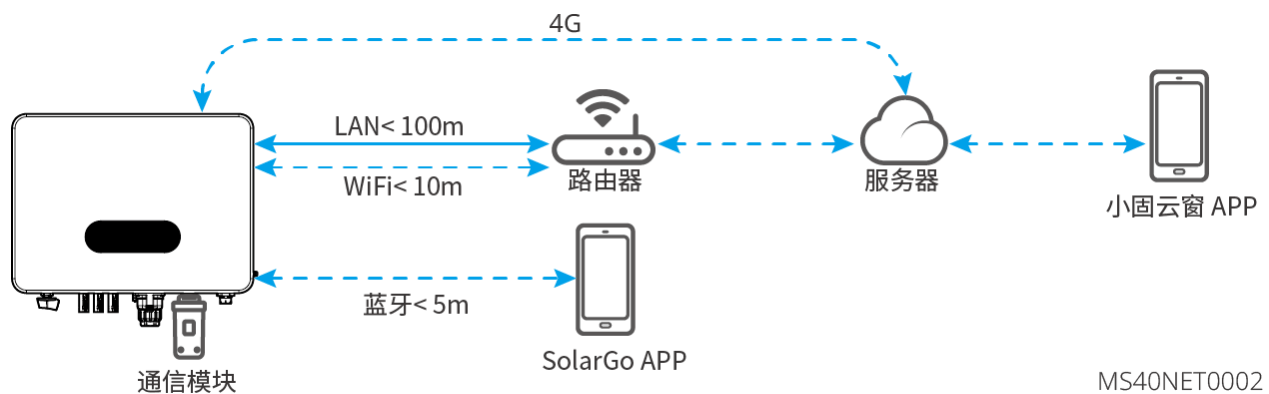 4G
LAN< 100m
WiFi< 10m
路由器
服务器
小固云窗 APP
蓝牙< 5m
SolarGo APP
通信模块
MS40NET0002